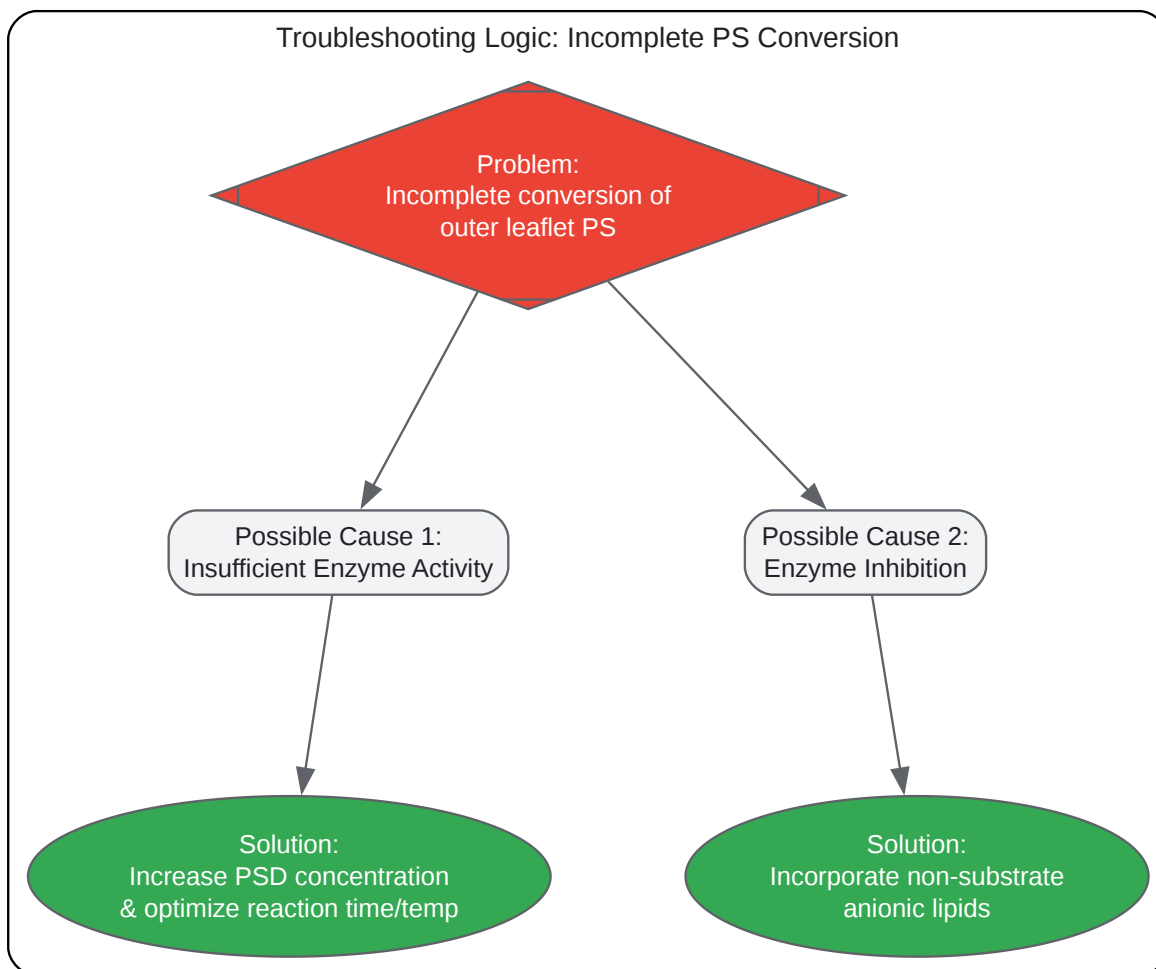 Troubleshooting Logic: Incomplete PS Conversion
Problem:
Incomplete conversion of
outer leaflet PS
Possible Cause 1:
Insufficient Enzyme Activity
Possible Cause 2:
Enzyme Inhibition
Solution:
Increase PSD concentration
& optimize reaction time/temp
Solution:
Incorporate non-substrate
anionic lipids